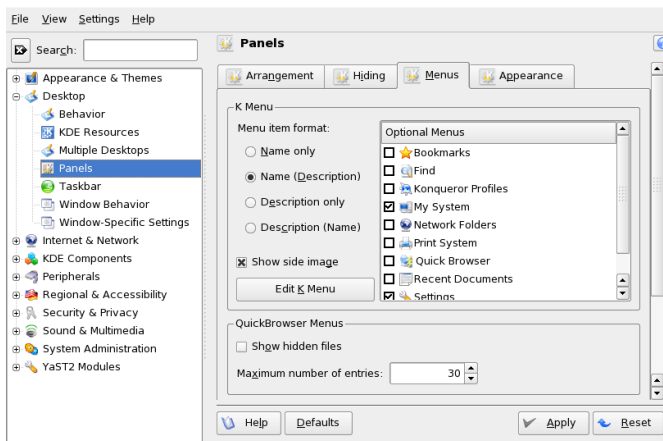 File View Settings Help
Search:
Appearance & Themes
Desktop
Behavior
KDE Resources
Multiple Desktops
Panels
Taskbar
Window Behavior
Window-Specific Settings
Internet & Network
KDE Components
Peripherals
Regional & Accessibility
Security & Privacy
Sound & Multimedia
System Administration
YaST2 Modules
Panels
Arrangement Hiding Menus Appearance
K Menu
Menu item format:
Name only
Name (Description)
Description only
Description (Name)
Show side image
Edit K Menu
Optional Menus
Bookmarks
Find
Konqueror Profiles
My System
Network Folders
Print System
Quick Browser
Recent Documents
Settings
QuickBrowser Menus
Show hidden files
Maximum number of entries: 30
Help Defaults Apply Reset